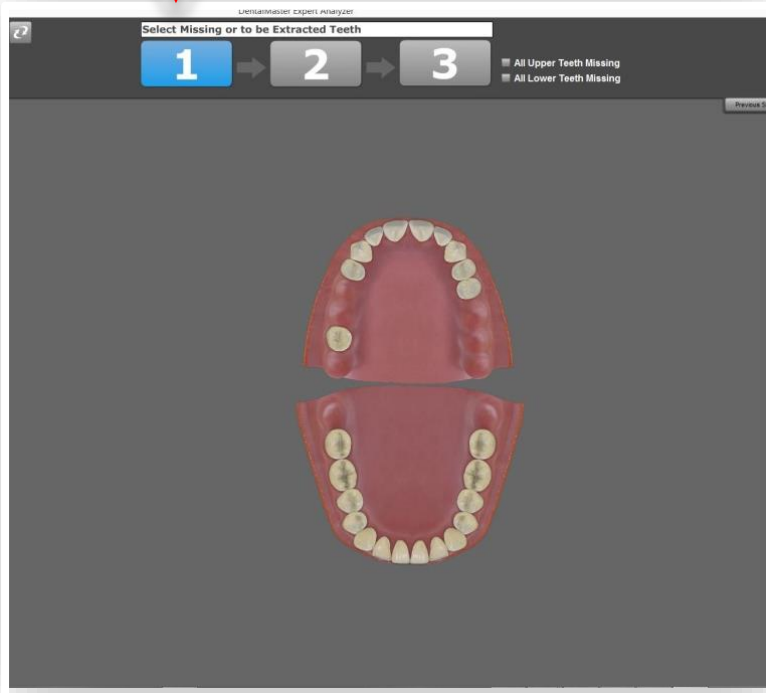 DentalMaster Expert Analyzer
Select Missing or to be Extracted Teeth
1
2
3
All Upper Teeth Missing
All Lower Teeth Missing
Previous S